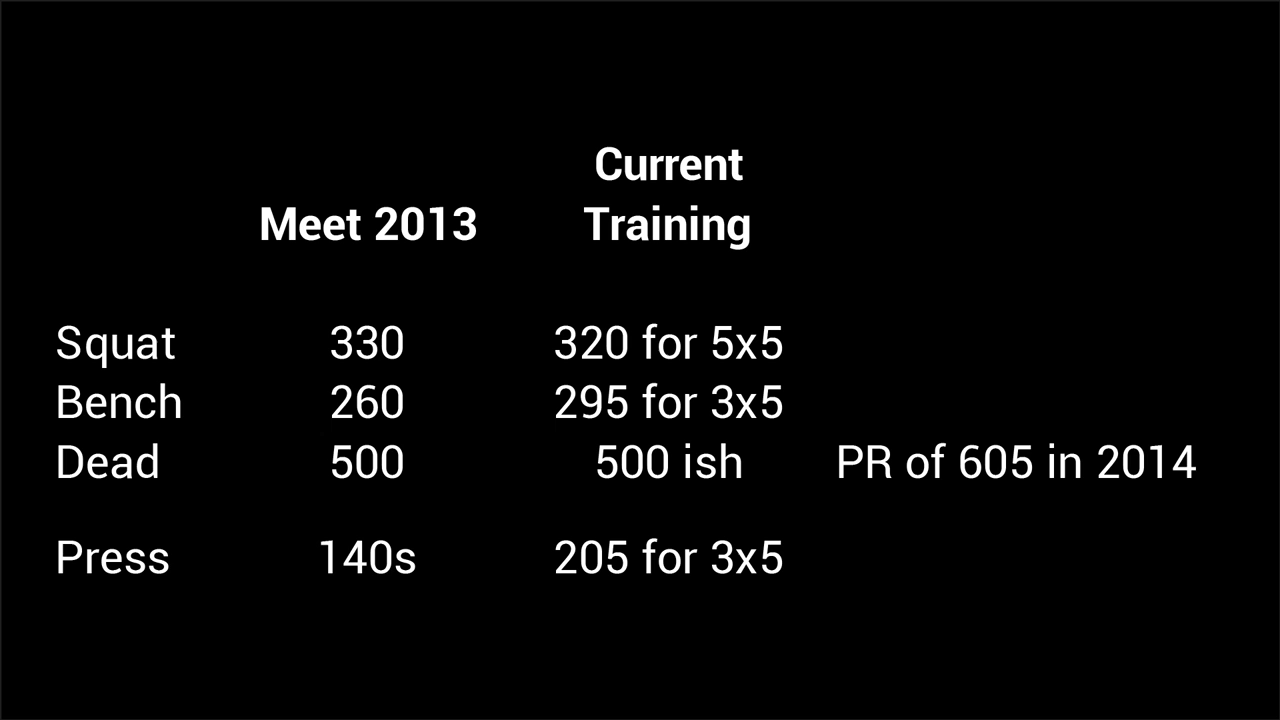 Current
Meet 2013 Training
Squat 330 320 for 5x5
Bench 260 295 for 3x5
Dead 500 500 ish PR of 605 in 2014
Press 140s 205 for 3x5